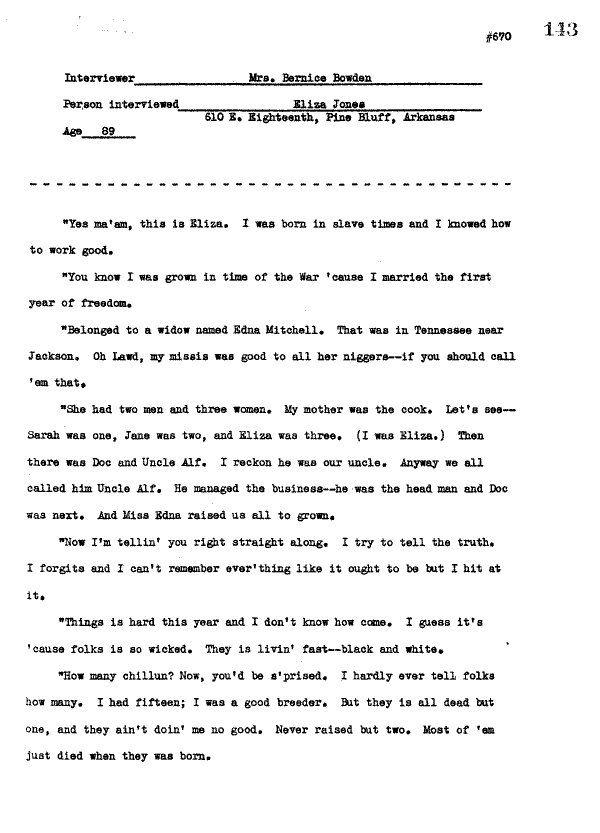 #670 143
Interviewer Mrs. Bernice Bowden
Person interviewed Eliza Jones
610 E. Eighteenth, Pine Bluff, Arkansas
Age 89
- - - - - - - - - - - - - - - - - - - - - - - - - - - - - - - - - - - - - -
"Yes ma'am, this is Eliza. I was born in slave times and I knowed how
to work good.
"You know I was grown in time of the War 'cause I married the first
year of freedom.
"Belonged to a widow named Edna Mitchell. That was in Tennessee near
Jackson. Oh Lawd, my missis was good to all her niggers--if you should call
'em that.
"She had two men and three women. My mother was the cook. Let's see--
Sarah was one, Jane was two, and Eliza was three. (I was Eliza.) Then
there was Doc and Uncle Alf. I reckon he was our uncle. Anyway we all
called him Uncle Alf. He managed the business--he was the head man and Doc
was next. And Miss Edna raised us all to grown.
"Now I'm tellin' you right straight along. I try to tell the truth.
I forgits and I can't remember ever'thing like it ought to be but I hit at
it.
"Things is hard this year and I don't know how come. I guess it's
'cause folks is so wicked. They is livin' fast--black and white.
"How many chillun? Now, you'd be s'prised. I hardly ever tell folks
how many. I had fifteen; I was a good breeder. But they is all dead but
one, and they ain't doin' me no good. Never raised but two. Most of 'em
just died when they was born.